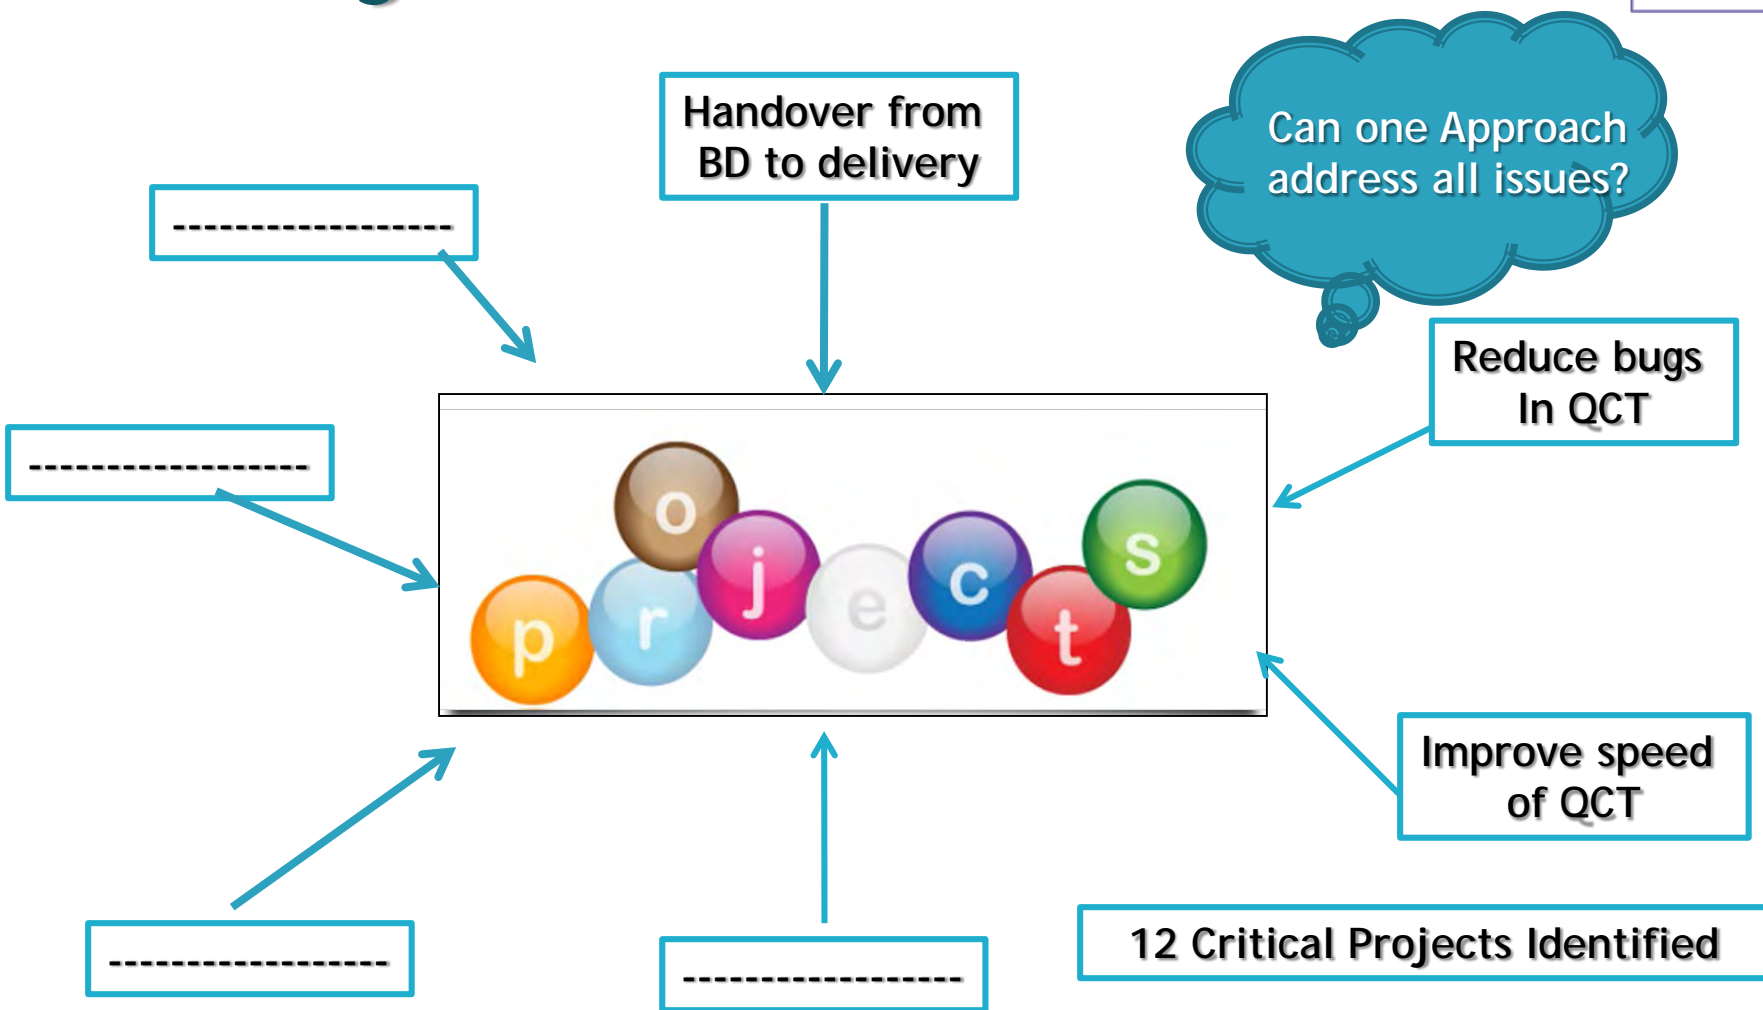 Handover from
BD to delivery
Can one Approach
address all issues?
-----------------
Reduce bugs
In QCT
-----------------
projects
Improve speed
of QCT
-----------------
-----------------
12 Critical Projects Identified